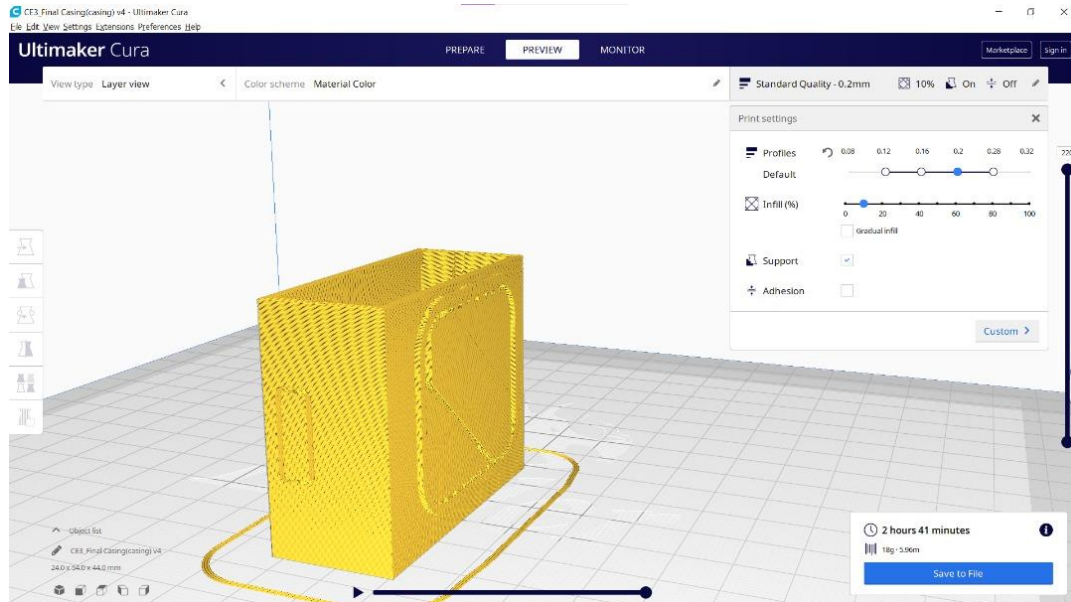 CE3_Final Casing(casing) v4 - Ultimaker Cura
File Edit View Settings Extensions Preferences Help
Ultimaker Cura
PREPARE PREVIEW MONITOR
Marketplace Sign in
View type Layer view
Color scheme Material Color
Standard Quality - 0.2mm 10% On Off
Print settings
Profiles 0.08 0.12 0.16 0.2 0.28 0.32
Default
220
Infill (%)
0 20 40 60 80 100
Gradual infill
Support
Adhesion
Custom
Object list
CE3_Final Casing(casing) v4
24.0 x 54.0 x 44.0 mm
2 hours 41 minutes
18g · 5.96m
Save to File